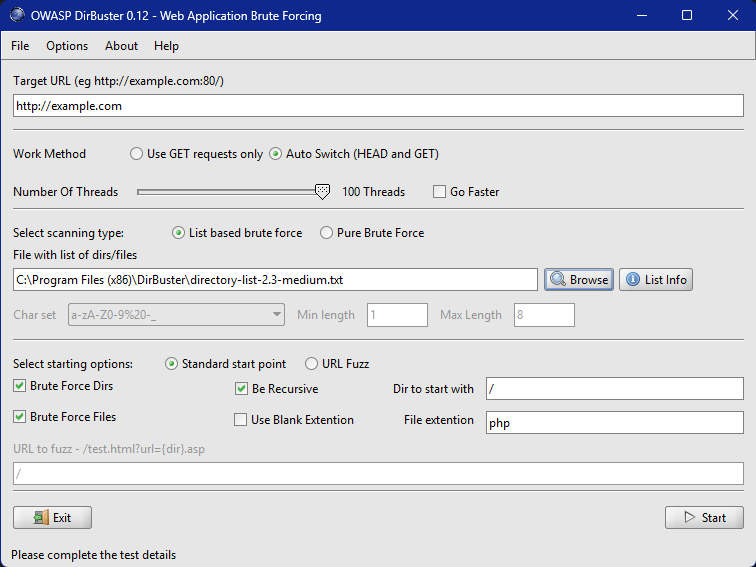 OWASP DirBuster 0.12 - Web Application Brute Forcing
File Options About Help
Target URL (eg http://example.com:80/)
http://example.com
Work Method Use GET requests only Auto Switch (HEAD and GET)
Number Of Threads 100 Threads Go Faster
Select scanning type: List based brute force Pure Brute Force
File with list of dirs/files
C:\Program Files (x86)\DirBuster\directory-list-2.3-medium.txt Browse List Info
Char set a-zA-Z0-9%20-_ Min length 1 Max Length 8
Select starting options: Standard start point URL Fuzz
Brute Force Dirs Be Recursive Dir to start with /
Brute Force Files Use Blank Extention File extention php
URL to fuzz - /test.html?url={dir}.asp
/
Exit Start
Please complete the test details